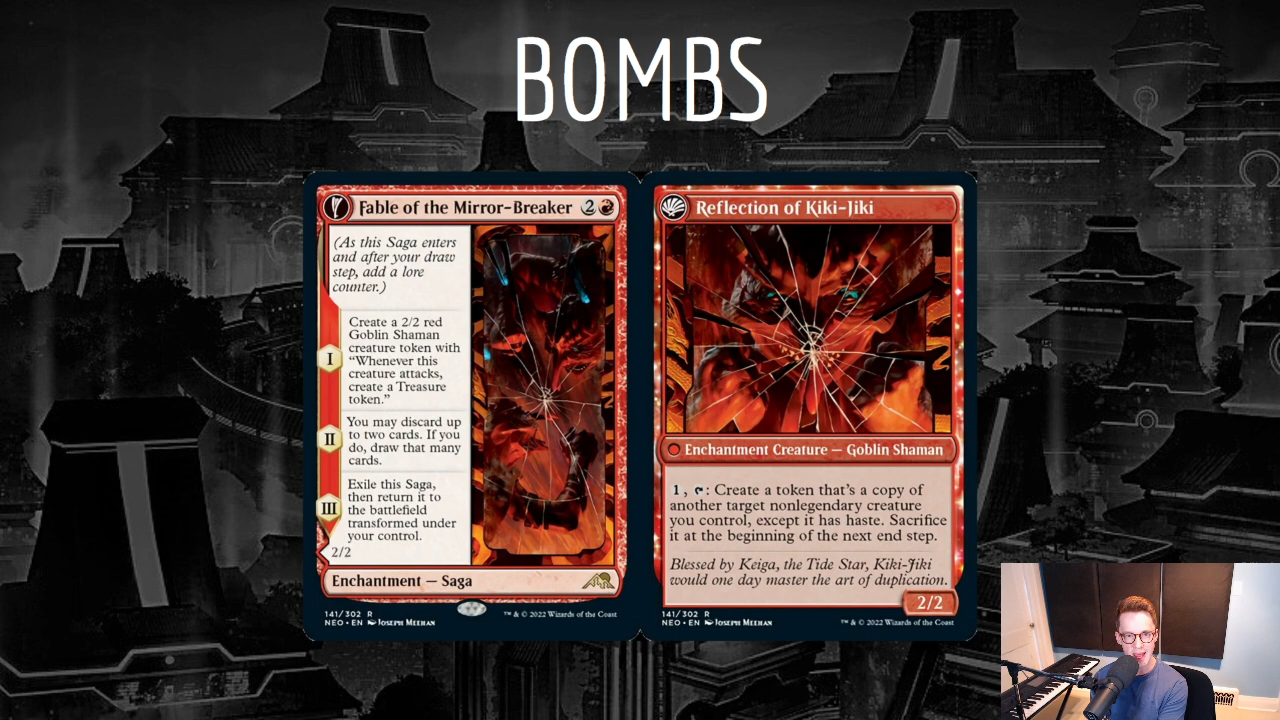 BOMBS
Fable of the Mirror-Breaker 2
(As this Saga enters
and after your draw
step, add a lore
counter.)
I
Create a 2/2 red
Goblin Shaman
creature token with
“Whenever this
creature attacks,
create a Treasure
token.”
II
You may discard up
to two cards. If you
do, draw that many
cards.
III
Exile this Saga,
then return it to
the battlefield
transformed under
your control.
2/2
Enchantment — Saga
141/302 R
NEO • EN Joseph Meehan
™ & © 2022 Wizards of the Coast
Reflection of Kiki-Jiki
Enchantment Creature — Goblin Shaman
1, : Create a token that’s a copy of
another target nonlegendary creature
you control, except it has haste. Sacrifice
it at the beginning of the next end step.
Blessed by Keiga, the Tide Star, Kiki-Jiki
would one day master the art of duplication.
2/2
141/302 R
NEO • EN Joseph Meehan
™ & © 2022 Wizards of the Coast